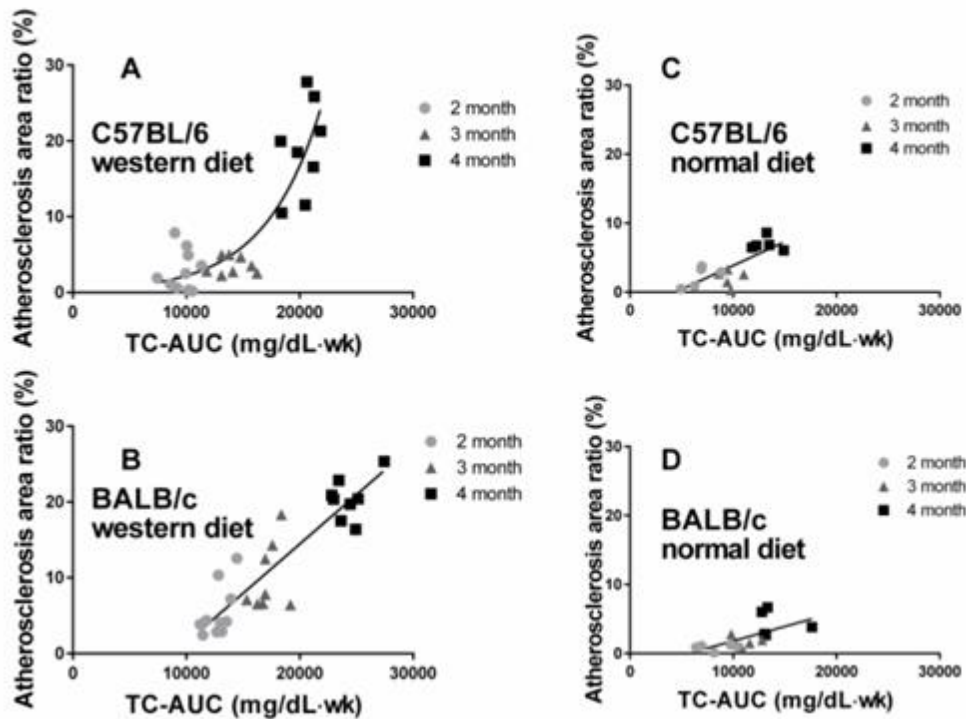 A
C57BL/6
western diet
Atherosclerosis area ratio (%)
30
20
10
0
0
10000
20000
30000
TC-AUC (mg/dL·wk)
2 month
3 month
4 month
C
C57BL/6
normal diet
Atherosclerosis area ratio (%)
30
20
10
0
0
10000
20000
30000
TC-AUC (mg/dL·wk)
2 month
3 month
4 month
B
BALB/c
western diet
Atherosclerosis area ratio (%)
30
20
10
0
0
10000
20000
30000
TC-AUC (mg/dL·wk)
2 month
3 month
4 month
D
BALB/c
normal diet
Atherosclerosis area ratio (%)
30
20
10
0
0
10000
20000
30000
TC-AUC (mg/dL·wk)
2 month
3 month
4 month